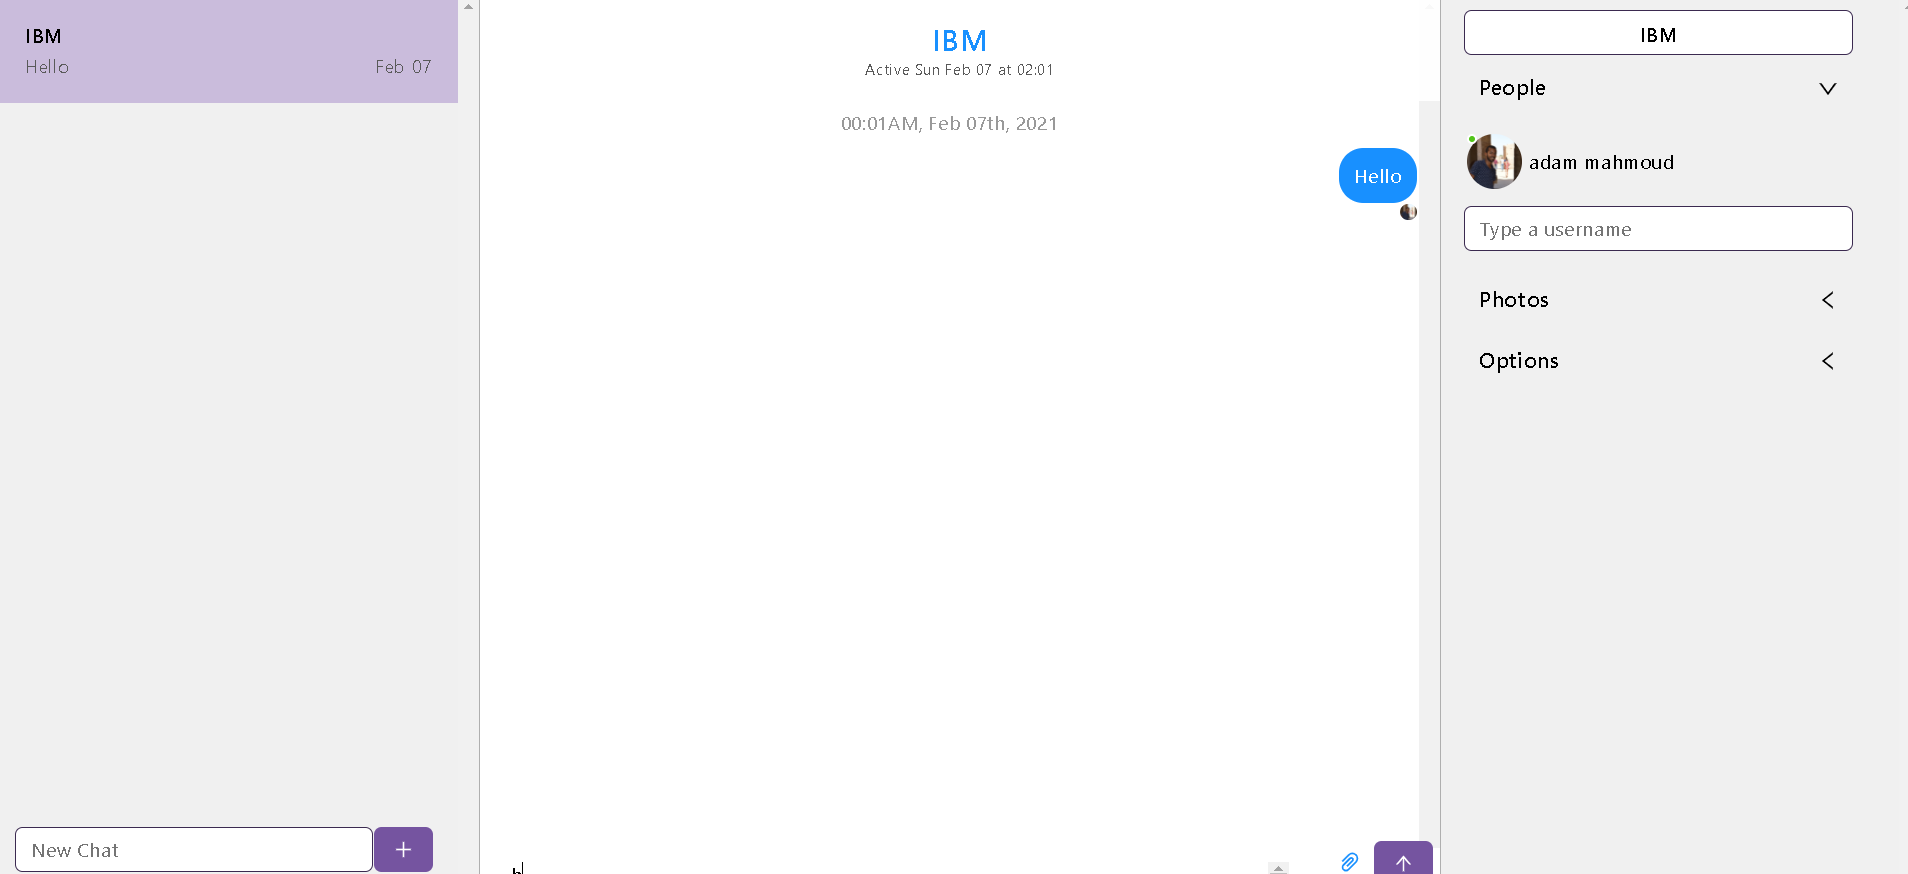 IBM
Hello
Feb 07
New Chat
IBM
Active Sun Feb 07 at 02:01
00:01AM, Feb 07th, 2021
Hello
IBM
People
adam mahmoud
Type a username
Photos
Options